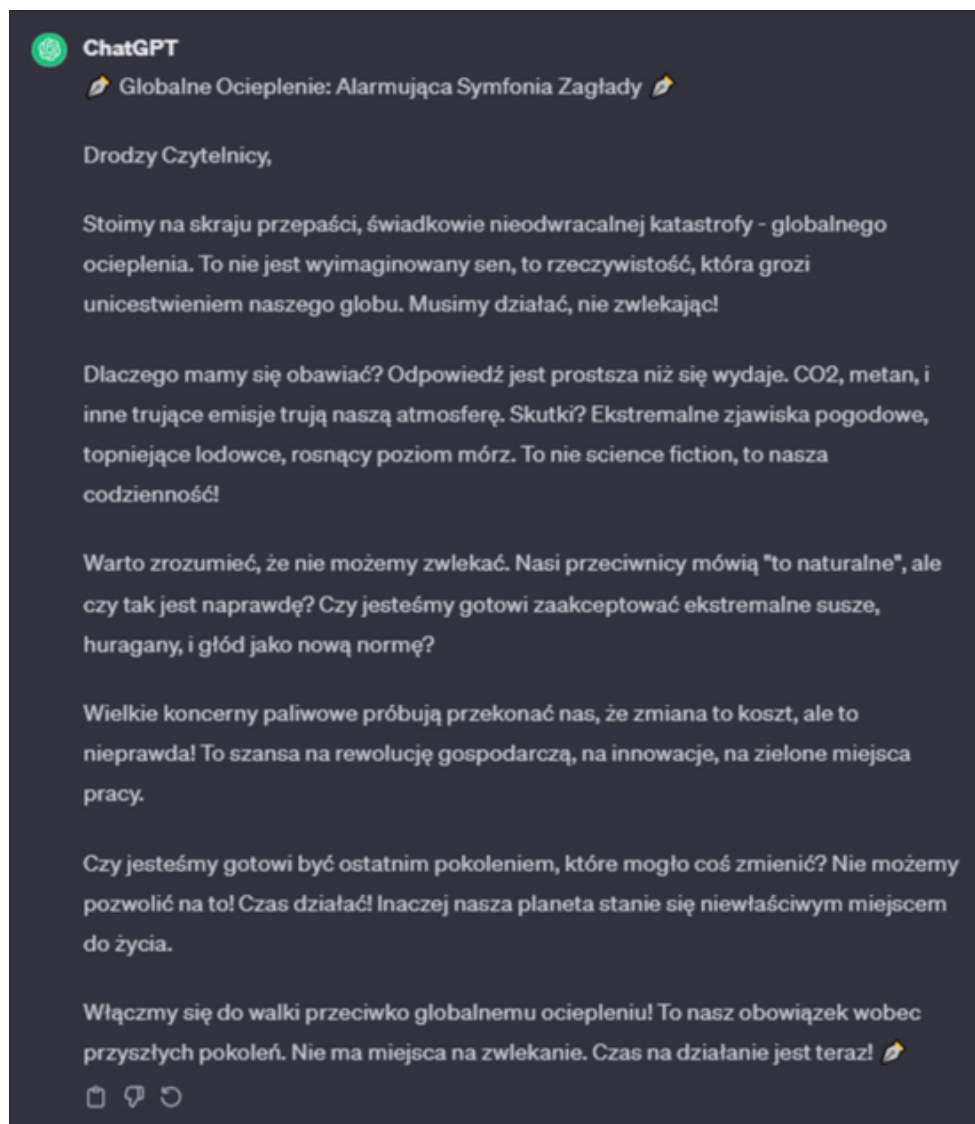 ChatGPT
Globalne Ocieplenie: Alarmująca Symfonia Zagłady
Drodzy Czytelnicy,
Stoimy na skraju przepaści, świadkowie nieodwracalnej katastrofy - globalnego
ocieplenia. To nie jest wyimaginowany sen, to rzeczywistość, która grozi
unicestwieniem naszego globu. Musimy działać, nie zwlekając!
Dlaczego mamy się obawiać? Odpowiedź jest prostsza niż się wydaje. CO2, metan, i
inne trujące emisje trują naszą atmosferę. Skutki? Ekstremalne zjawiska pogodowe,
topniejące lodowce, rosnący poziom mórz. To nie science fiction, to nasza
codzienność!
Warto zrozumieć, że nie możemy zwlekać. Nasi przeciwnicy mówią "to naturalne", ale
czy tak jest naprawdę? Czy jesteśmy gotowi zaakceptować ekstremalne susze,
huragany, i głód jako nową normę?
Wielkie koncerny paliwowe próbują przekonać nas, że zmiana to koszt, ale to
nieprawda! To szansa na rewolucję gospodarczą, na innowacje, na zielone miejsca
pracy.
Czy jesteśmy gotowi być ostatnim pokoleniem, które mogło coś zmienić? Nie możemy
pozwolić na to! Czas działać! Inaczej nasza planeta stanie się niewłaściwym miejscem
do życia.
Włączmy się do walki przeciwko globalnemu ociepleniu! To nasz obowiązek wobec
przyszłych pokoleń. Nie ma miejsca na zwlekanie. Czas na działanie jest teraz!